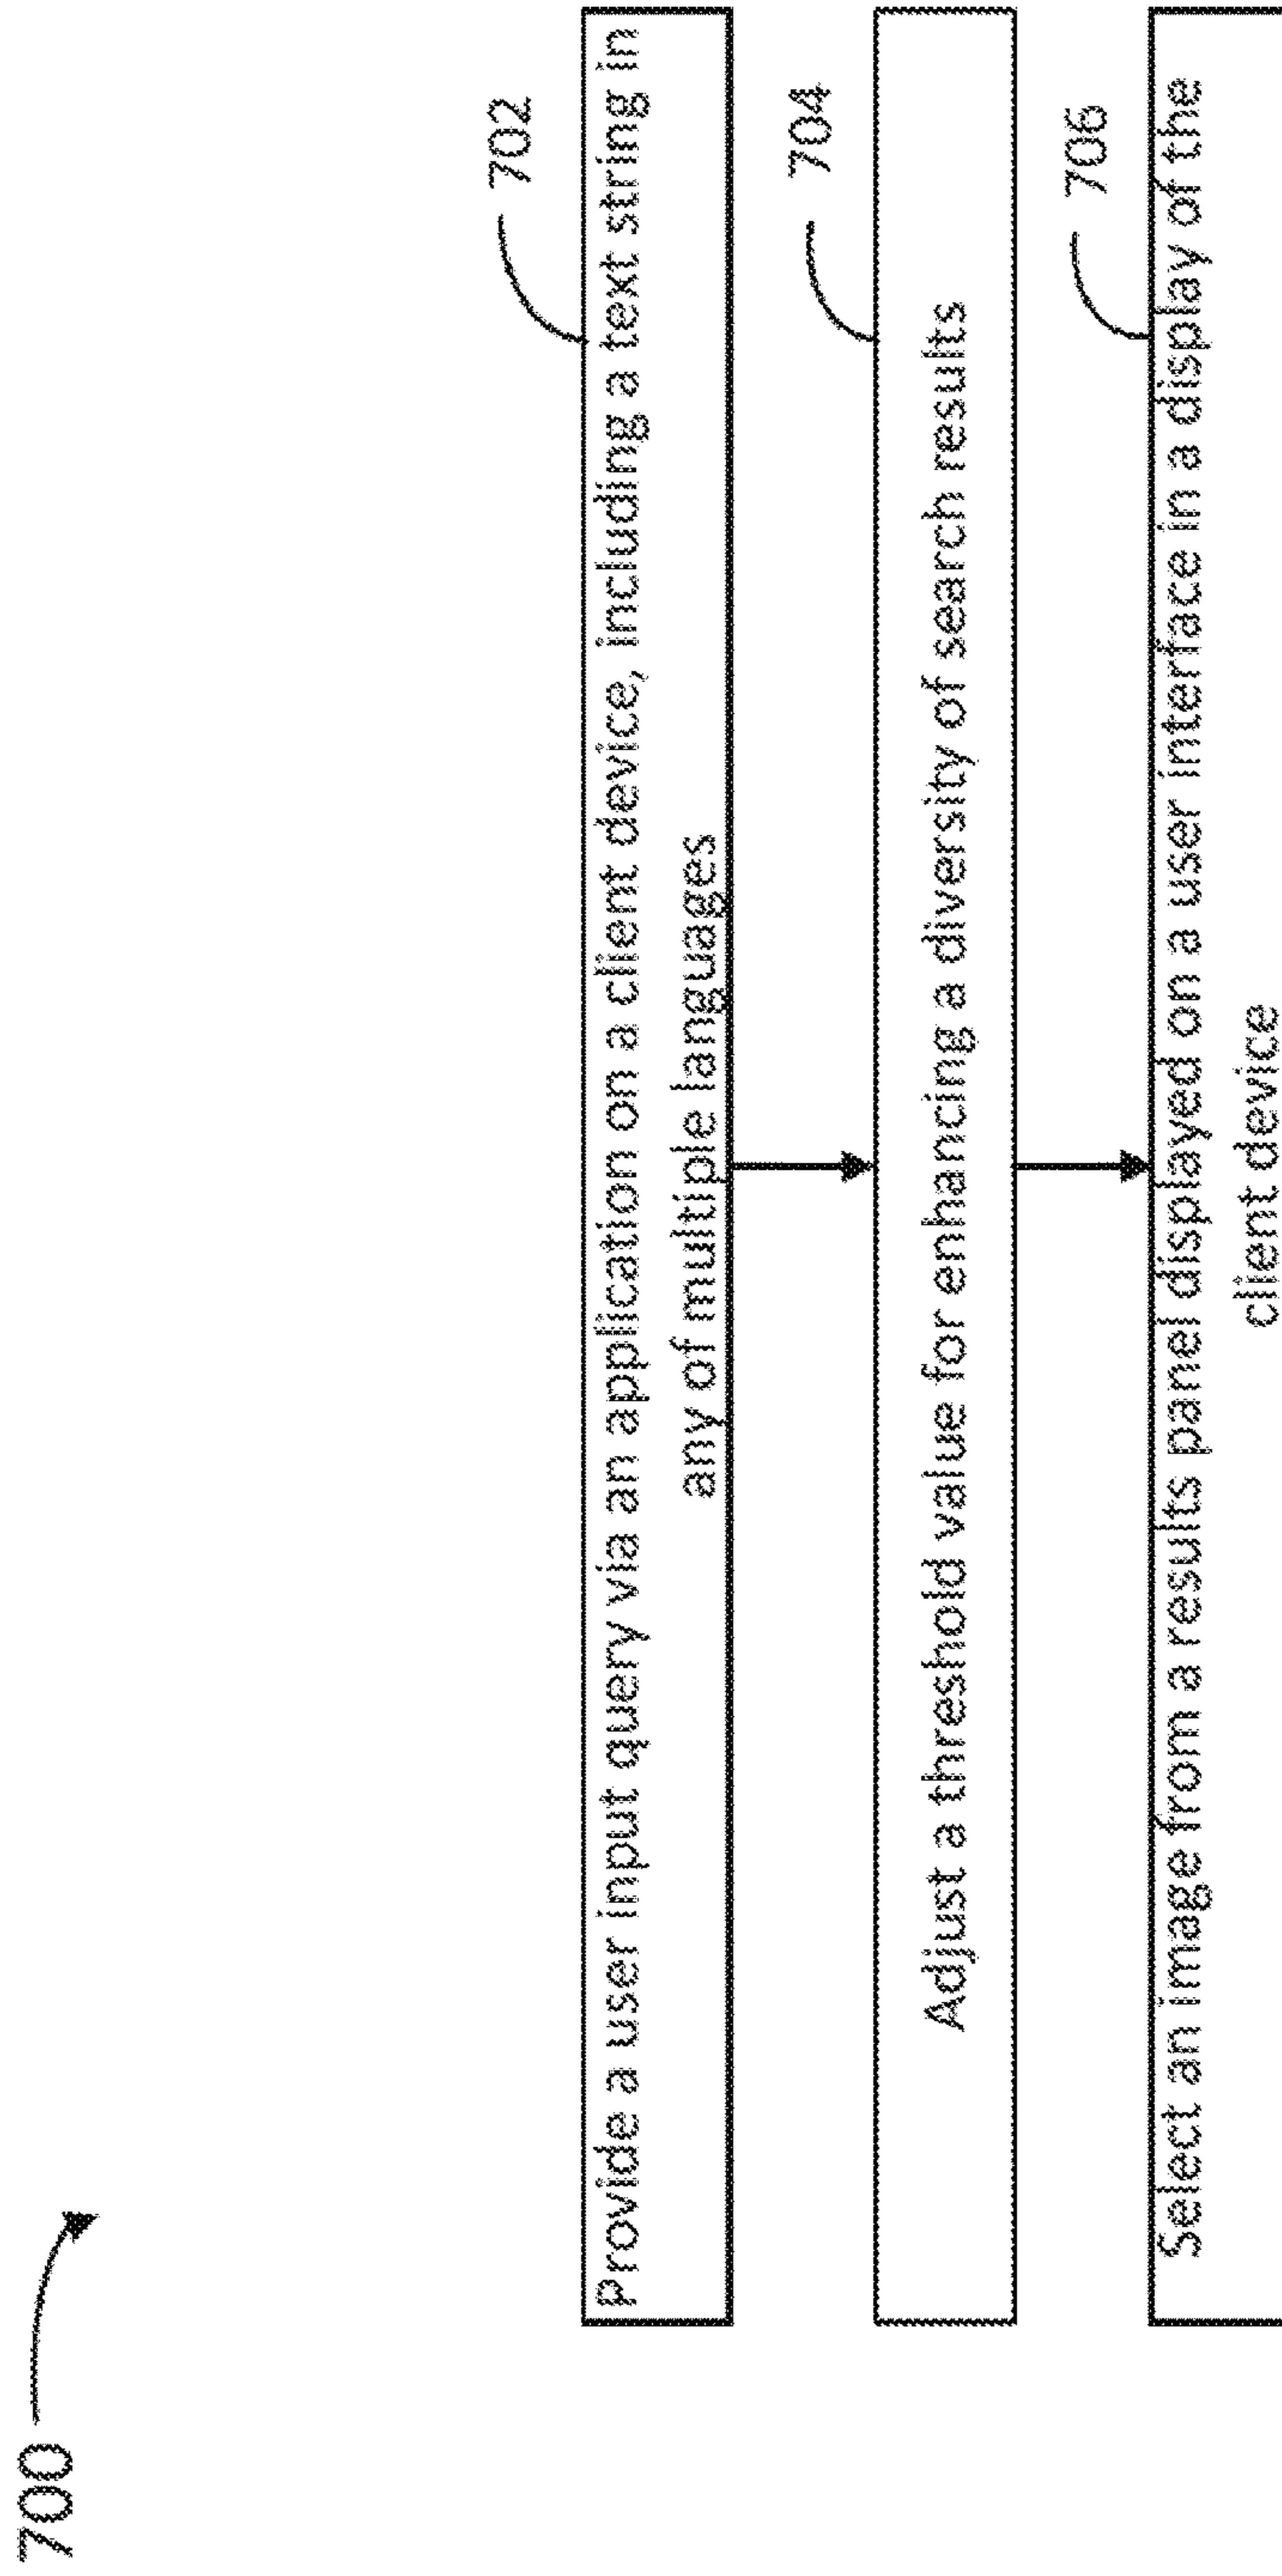 700
702
Provide a user input query via an application on a client device, including a text string in
any of multiple languages
704
Adjust a threshold value for enhancing a diversity of search results
706
Select an image from a results panel displayed on a user interface in a display of the
client device